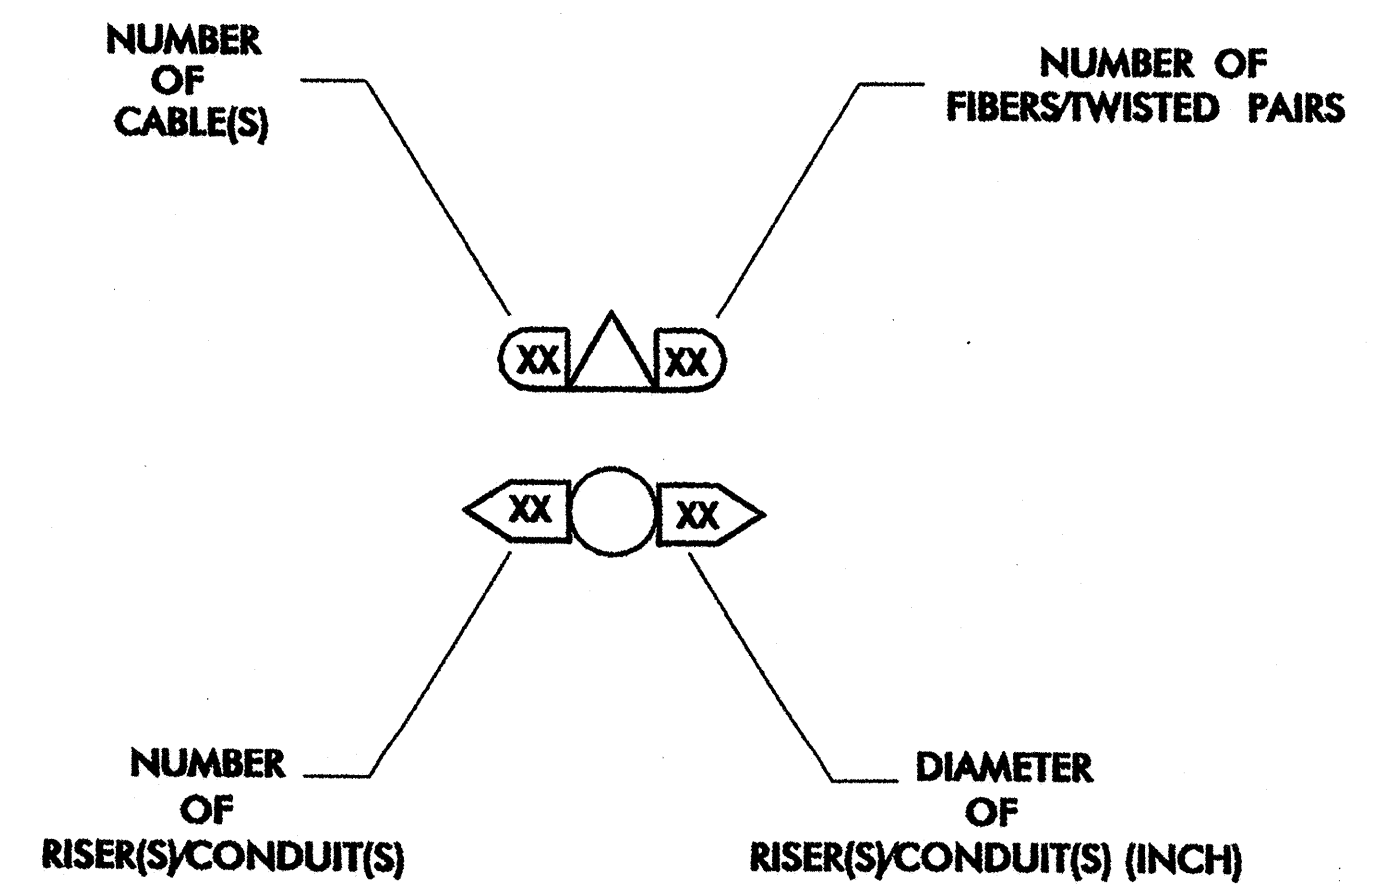 NUMBER
OF
CABLE(S)
NUMBER OF
FIBERS/TWISTED PAIRS
XX
XX
XX
XX
NUMBER
OF
RISER(S)/CONDUIT(S)
DIAMETER
OF
RISER(S)/CONDUIT(S) (INCH)